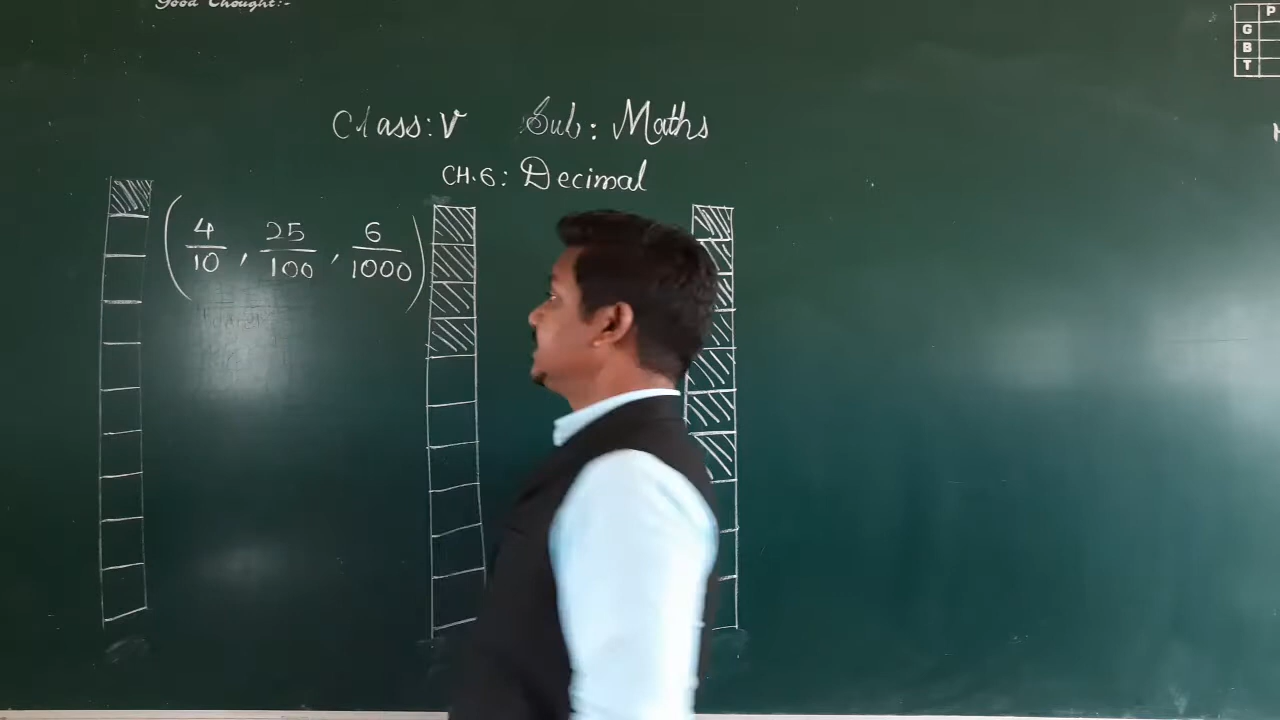 Good Thought:-
P
G
B
T
Class: V Sub: Maths
CH.6: Decimal
(4/10, 25/100, 6/1000)